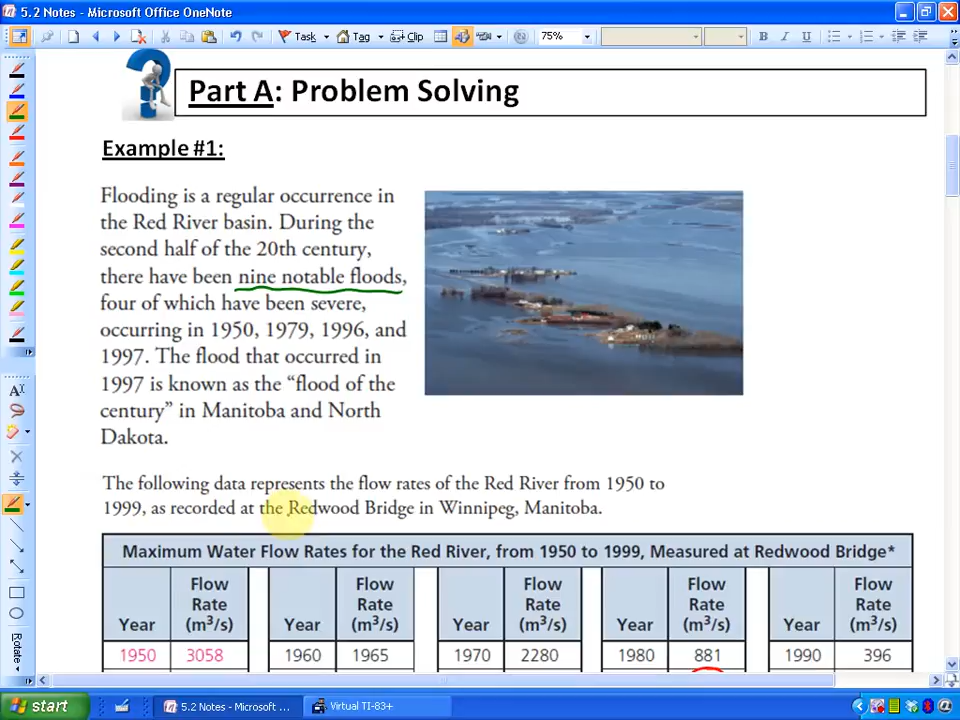 5.2 Notes - Microsoft Office OneNote
Task Tag Clip 75% B I U
Part A: Problem Solving
Example #1:
Flooding is a regular occurrence in
the Red River basin. During the
second half of the 20th century,
there have been nine notable floods,
four of which have been severe,
occurring in 1950, 1979, 1996, and
1997. The flood that occurred in
1997 is known as the “flood of the
century” in Manitoba and North
Dakota.
The following data represents the flow rates of the Red River from 1950 to
1999, as recorded at the Redwood Bridge in Winnipeg, Manitoba.
Maximum Water Flow Rates for the Red River, from 1950 to 1999, Measured at Redwood Bridge*
Year Flow Rate (m³/s) Year Flow Rate (m³/s) Year Flow Rate (m³/s) Year Flow Rate (m³/s) Year Flow Rate (m³/s)
1950 3058 1960 1965 1970 2280 1980 881 1990 396
Rule
start 5.2 Notes - Microsoft ... Virtual TI-83+